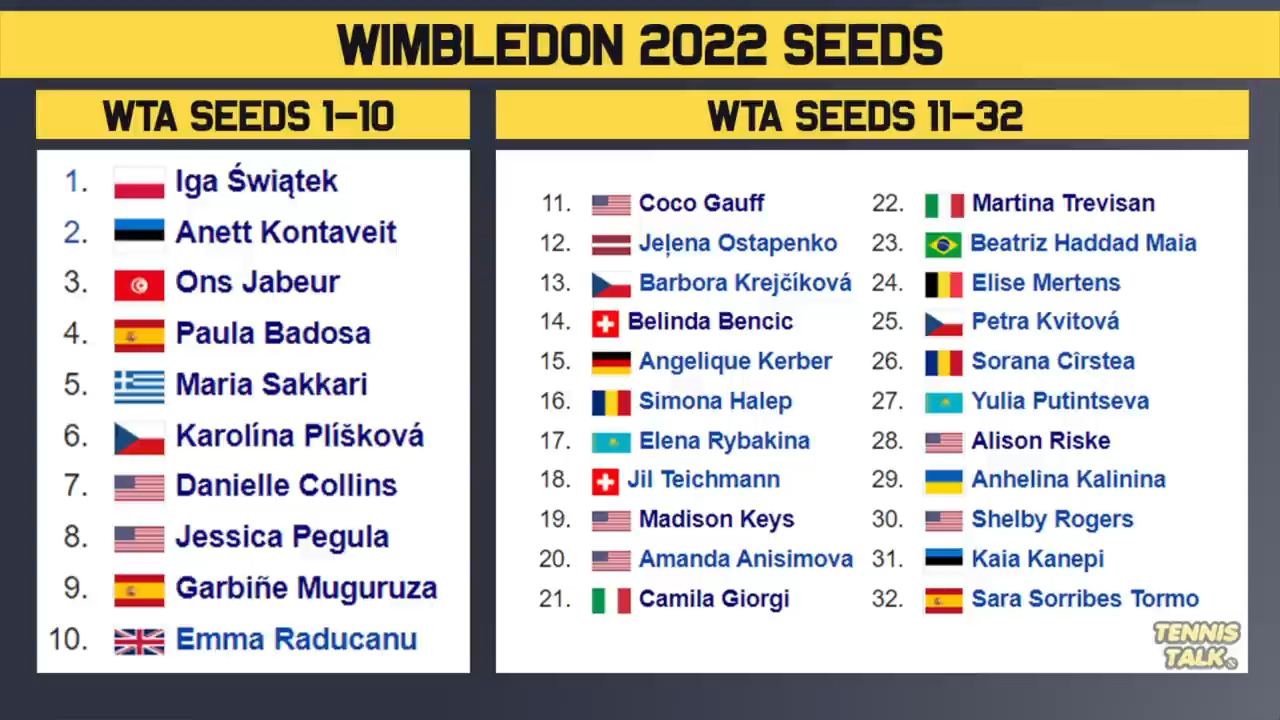 WIMBLEDON 2022 SEEDS
WTA SEEDS 1-10
1. Iga Świątek
2. Anett Kontaveit
3. Ons Jabeur
4. Paula Badosa
5. Maria Sakkari
6. Karolína Plíšková
7. Danielle Collins
8. Jessica Pegula
9. Garbiñe Muguruza
10. Emma Raducanu
WTA SEEDS 11-32
11. Coco Gauff
12. Jeļena Ostapenko
13. Barbora Krejčíková
14. Belinda Bencic
15. Angelique Kerber
16. Simona Halep
17. Elena Rybakina
18. Jil Teichmann
19. Madison Keys
20. Amanda Anisimova
21. Camila Giorgi
22. Martina Trevisan
23. Beatriz Haddad Maia
24. Elise Mertens
25. Petra Kvitová
26. Sorana Cîrstea
27. Yulia Putintseva
28. Alison Riske
29. Anhelina Kalinina
30. Shelby Rogers
31. Kaia Kanepi
32. Sara Sorribes Tormo
TENNIS
TALK